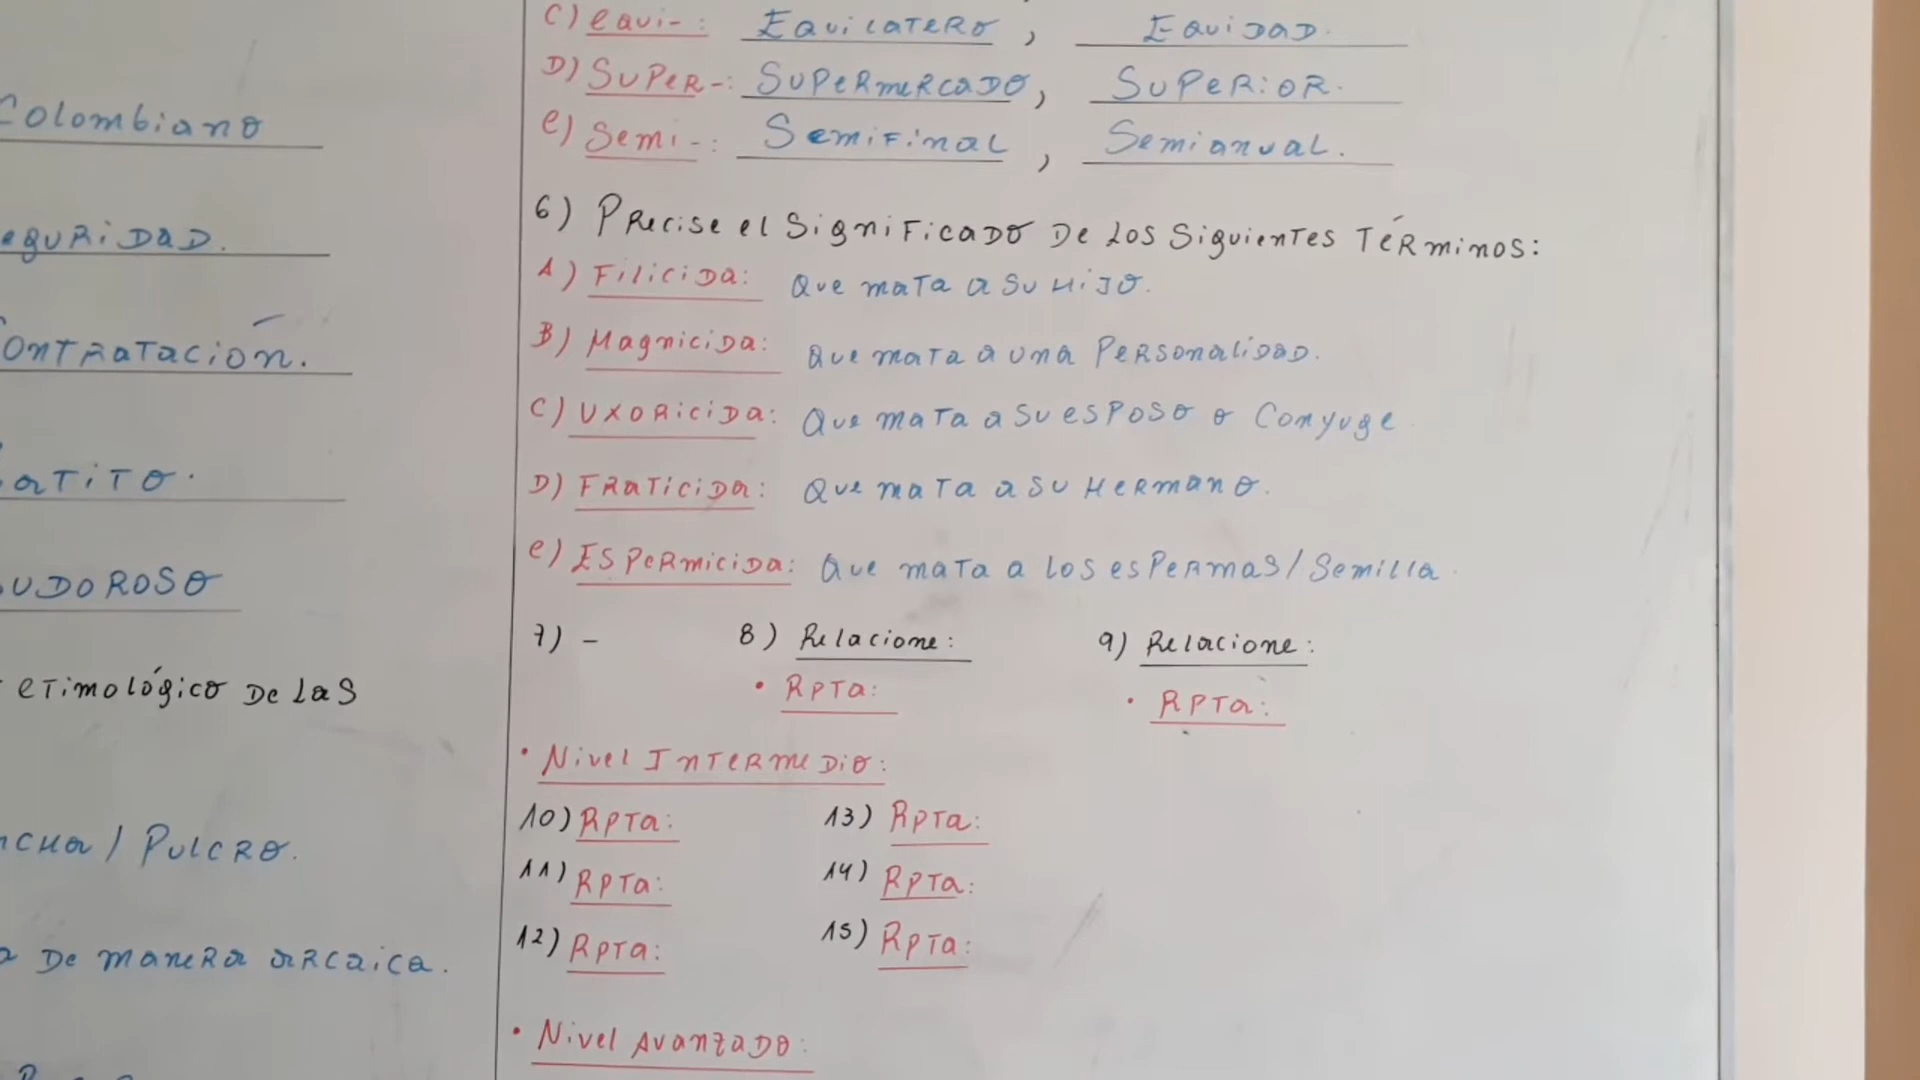 Colombiano
eguridad.
ontratación.
atito.
udoroso
etimológico de las
ncha / Pulcro.
de manera arcaica.
C) equi-: Equilatero, Equidad.
D) Super-: Supermercado, Superior.
e) Semi-: Semifinal, Semianual.
6) Precise el significado de los siguientes términos:
A) Filicida: Que mata a su hijo.
B) Magnicida: Que mata a una Personalidad.
C) Uxoricida: Que mata a su esposo o Conyuge
D) Fraticida: Que mata a su Hermano.
e) Espermicida: Que mata a los espermas / Semilla
7) - 8) Relacione: 9) Relacione:
• Rpta: • Rpta:
• Nivel Intermedio:
10) Rpta: 13) Rpta:
11) Rpta: 14) Rpta:
12) Rpta: 15) Rpta:
• Nivel Avanzado: